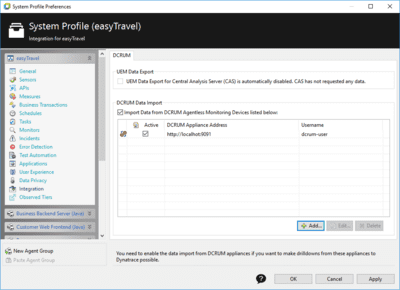 System Profile Preferences
System Profile (easyTravel)
Integration for easyTravel
easyTravel
General
Sensors
APIs
Measures
Business Transactions
Schedules
Tasks
Monitors
Incidents
Error Detection
Test Automation
Applications
User Experience
Data Privacy
Integration
Observed Tiers
Business Backend Server (Java)
Customer Web Frontend (Java)
New Agent Group
Paste Agent Group
DCRUM
UEM Data Export
UEM Data Export for Central Analysis Server (CAS) is automatically disabled. CAS has not requested any data.
DCRUM Data Import
Import Data from DCRUM Agentless Monitoring Devices listed below:
Active DCRUM Appliance Address Username
http://localhost:9091 dcrum-user
Add... Edit... Delete
You need to enable the data import from DCRUM appliances if you want to make drilldowns from these appliances to
Dynatrace possible.
OK Cancel Apply